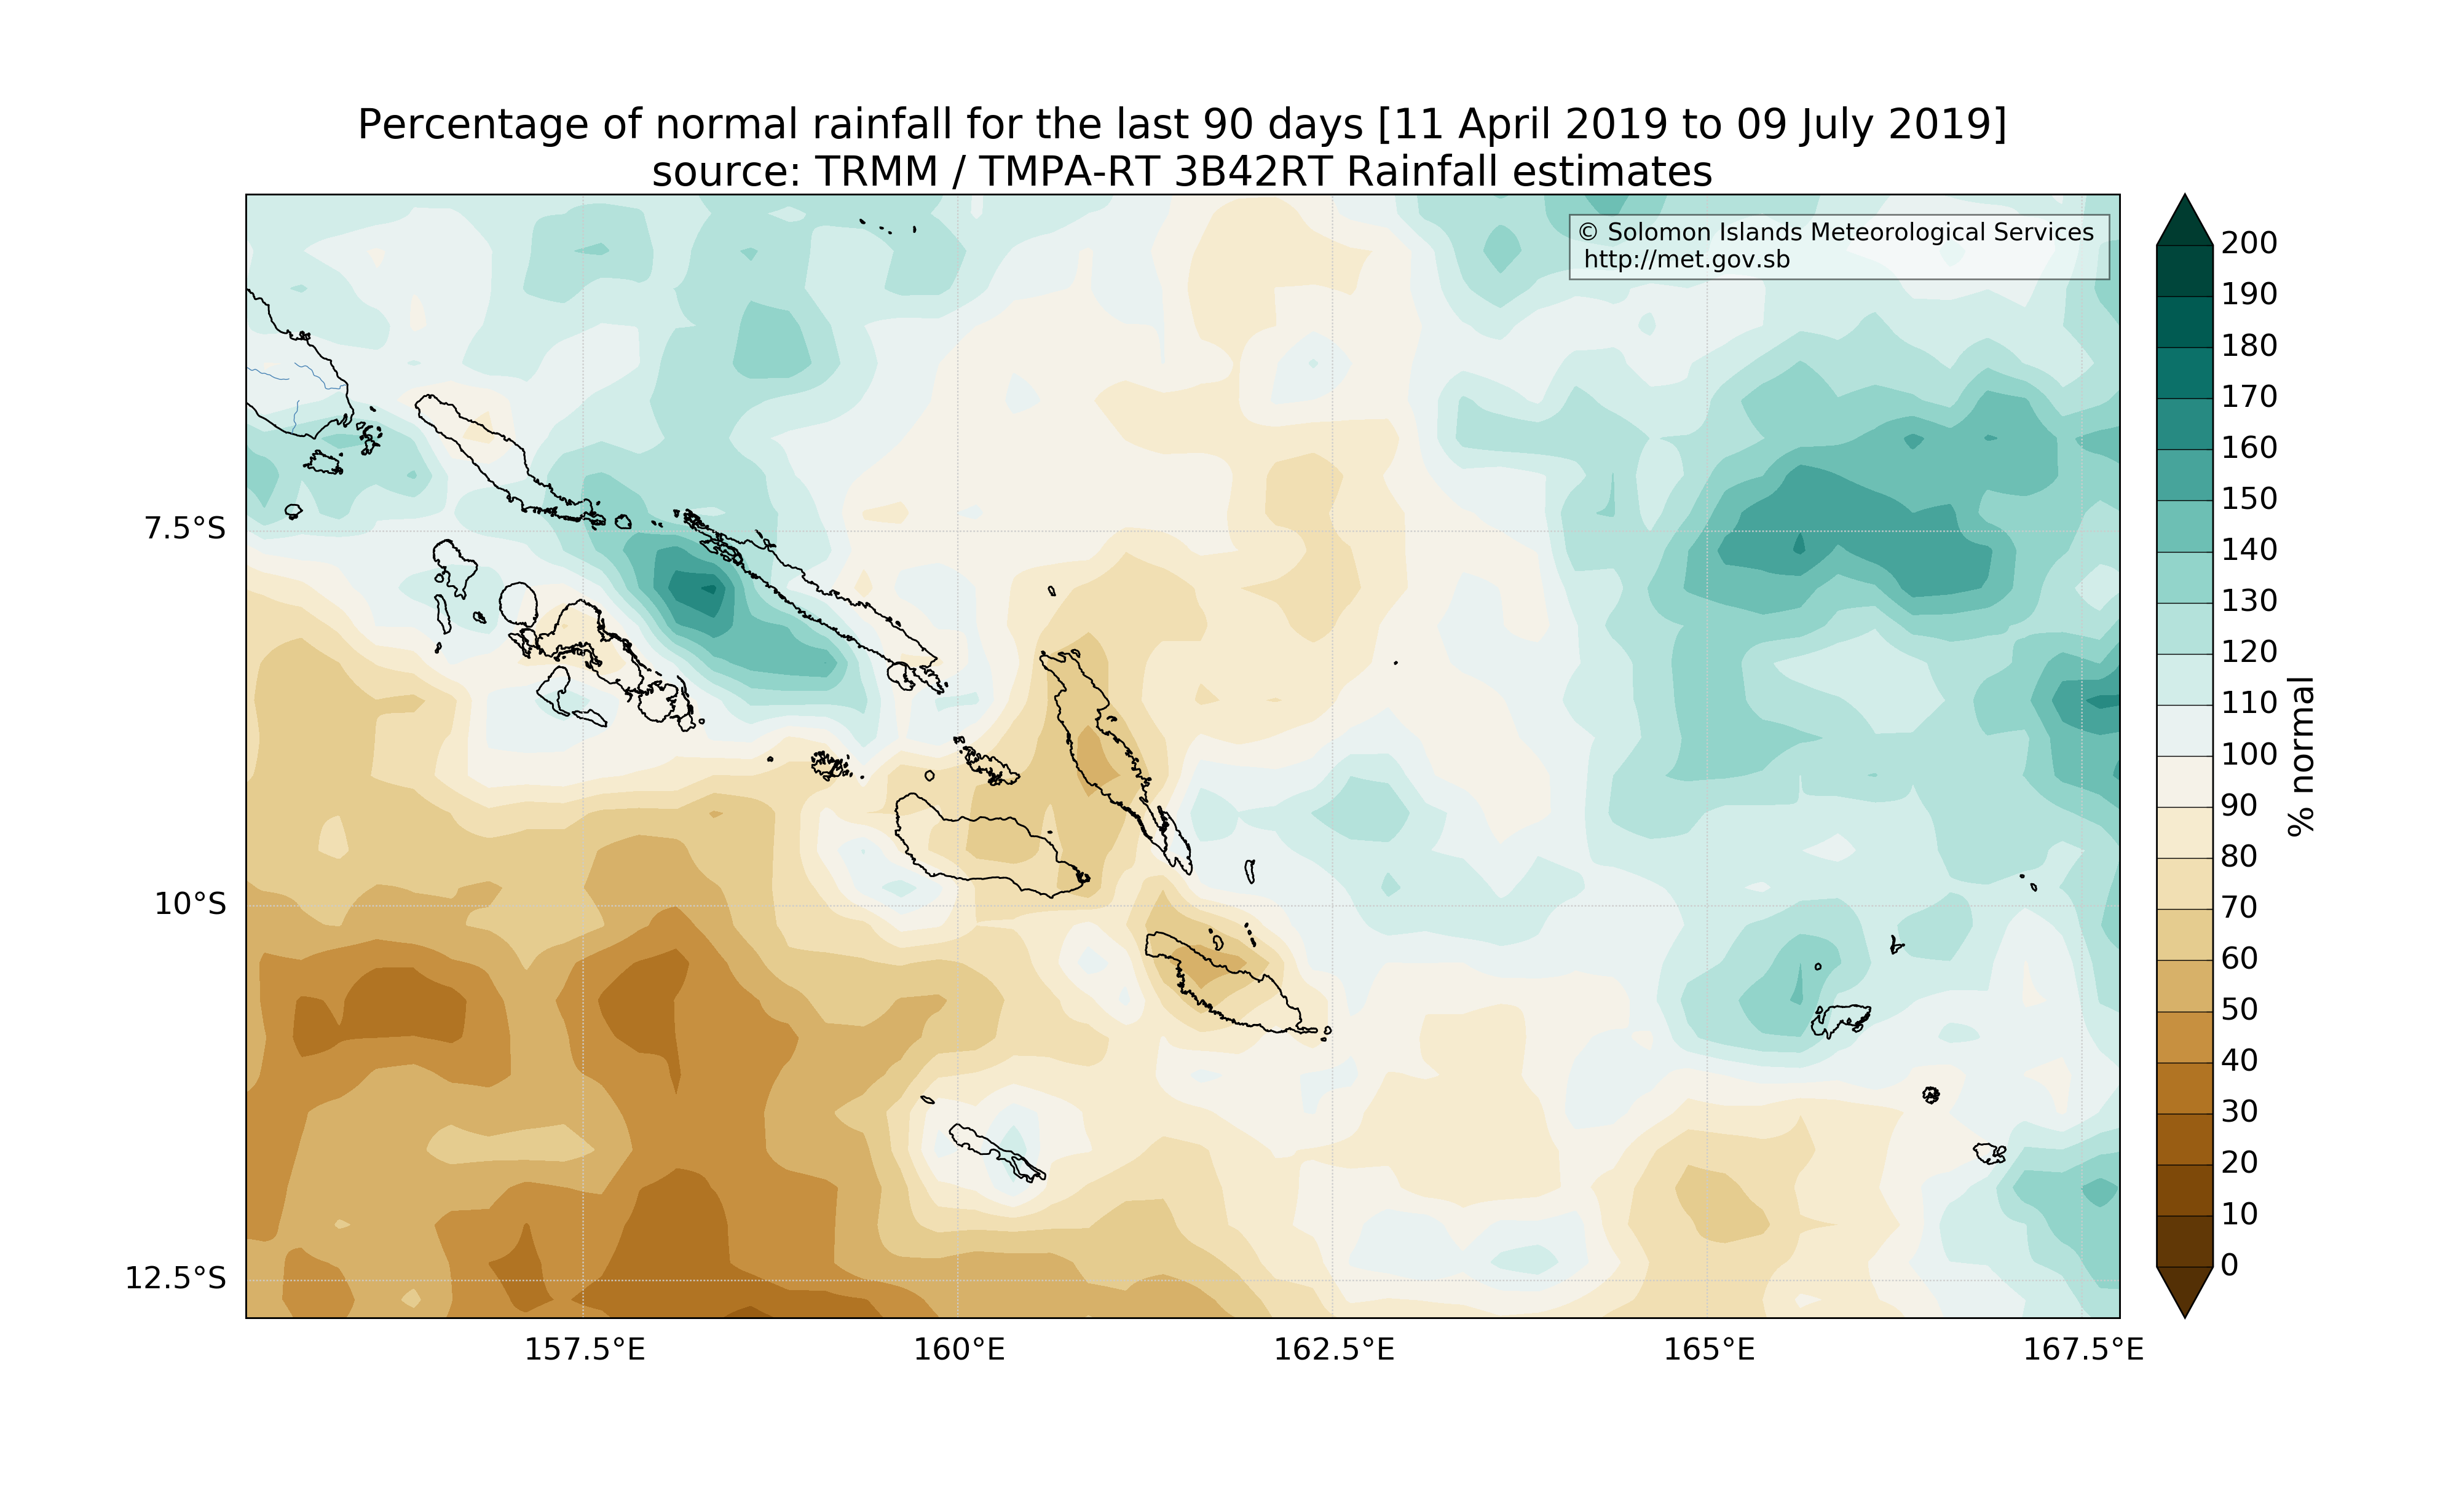 Percentage of normal rainfall for the last 90 days [11 April 2019 to 09 July 2019]
source: TRMM / TMPA-RT 3B42RT Rainfall estimates
© Solomon Islands Meteorological Services
http://met.gov.sb
7.5°S
10°S
12.5°S
157.5°E
160°E
162.5°E
165°E
167.5°E
200
190
180
170
160
150
140
130
120
110
100
90
80
70
60
50
40
30
20
10
0
% normal